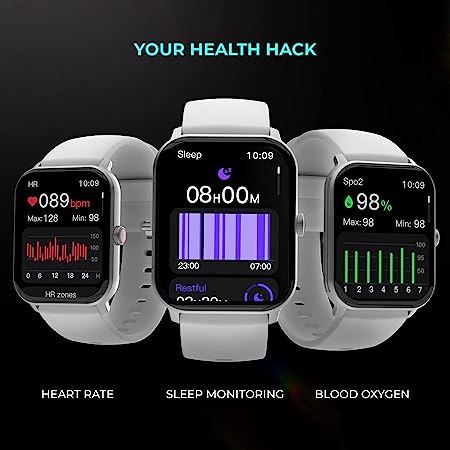 YOUR HEALTH HACK
HR 10:09
089bpm
Max:128 Min: 98
150
100
50
0 6 12 18 24 H
HR zones
Sleep 10:09
08H00M
23:00 07:00
Restful
Spo2 10:09
98%
Max: 98 Min: 98
100
95
90
1 2 3 4 5 6 7
HEART RATE
SLEEP MONITORING
BLOOD OXYGEN